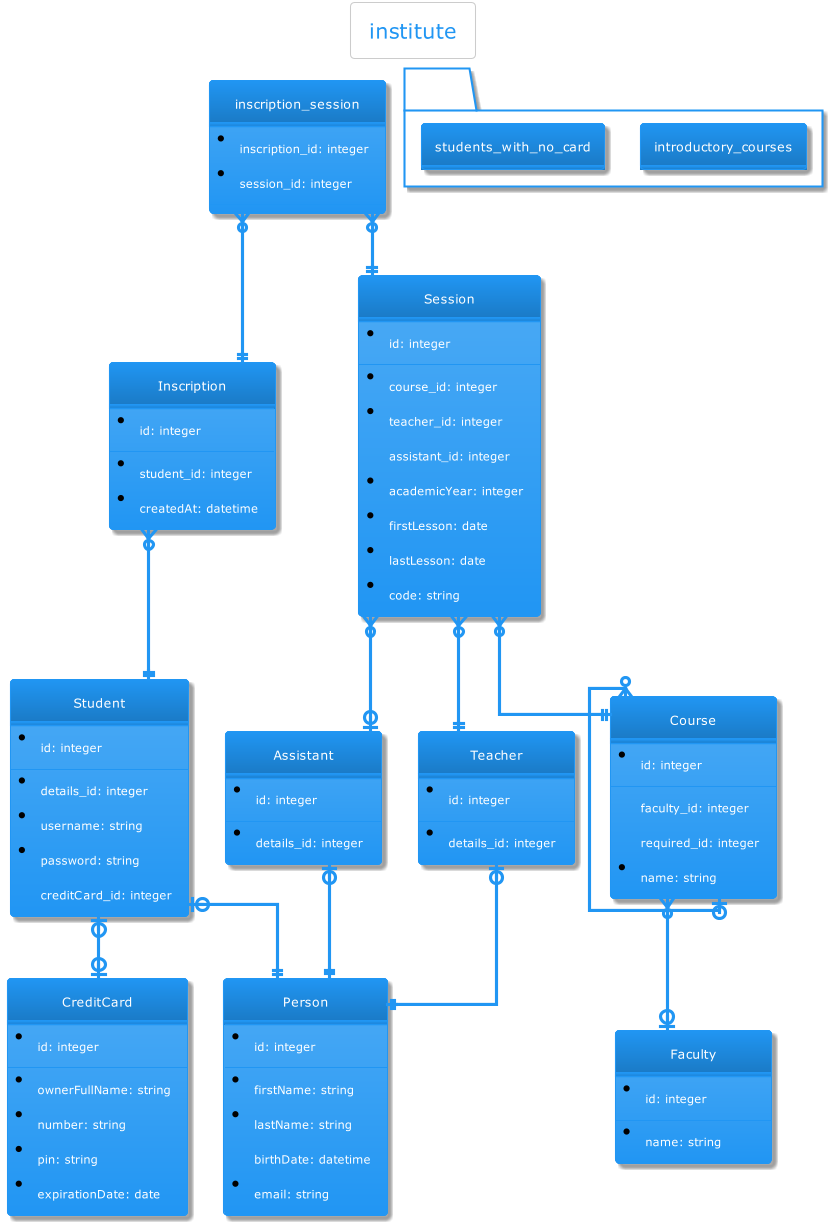 institute
inscription_session
inscription_id: integer
session_id: integer
students_with_no_card
introductory_courses
Session
id: integer
course_id: integer
teacher_id: integer
assistant_id: integer
academicYear: integer
firstLesson: date
lastLesson: date
code: string
Inscription
id: integer
student_id: integer
createdAt: datetime
Student
id: integer
details_id: integer
username: string
password: string
creditCard_id: integer
Assistant
id: integer
details_id: integer
Teacher
id: integer
details_id: integer
Course
id: integer
faculty_id: integer
required_id: integer
name: string
CreditCard
id: integer
ownerFullName: string
number: string
pin: string
expirationDate: date
Person
id: integer
firstName: string
lastName: string
birthDate: datetime
email: string
Faculty
id: integer
name: string